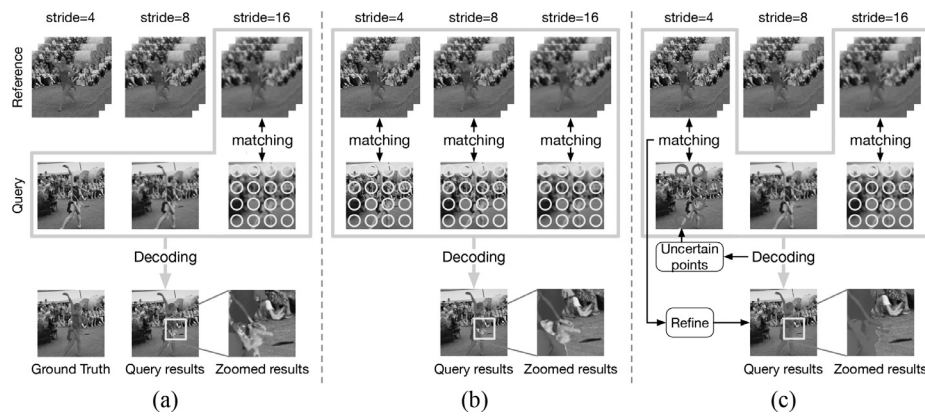 stride=4 stride=8 stride=16 stride=4 stride=8 stride=16 stride=4 stride=8 stride=16
Reference
matching matching matching matching matching matching
Query
Decoding Decoding Uncertain points Decoding
Refine
Ground Truth Query results Zoomed results Query results Zoomed results Query results Zoomed results
(a) (b) (c)